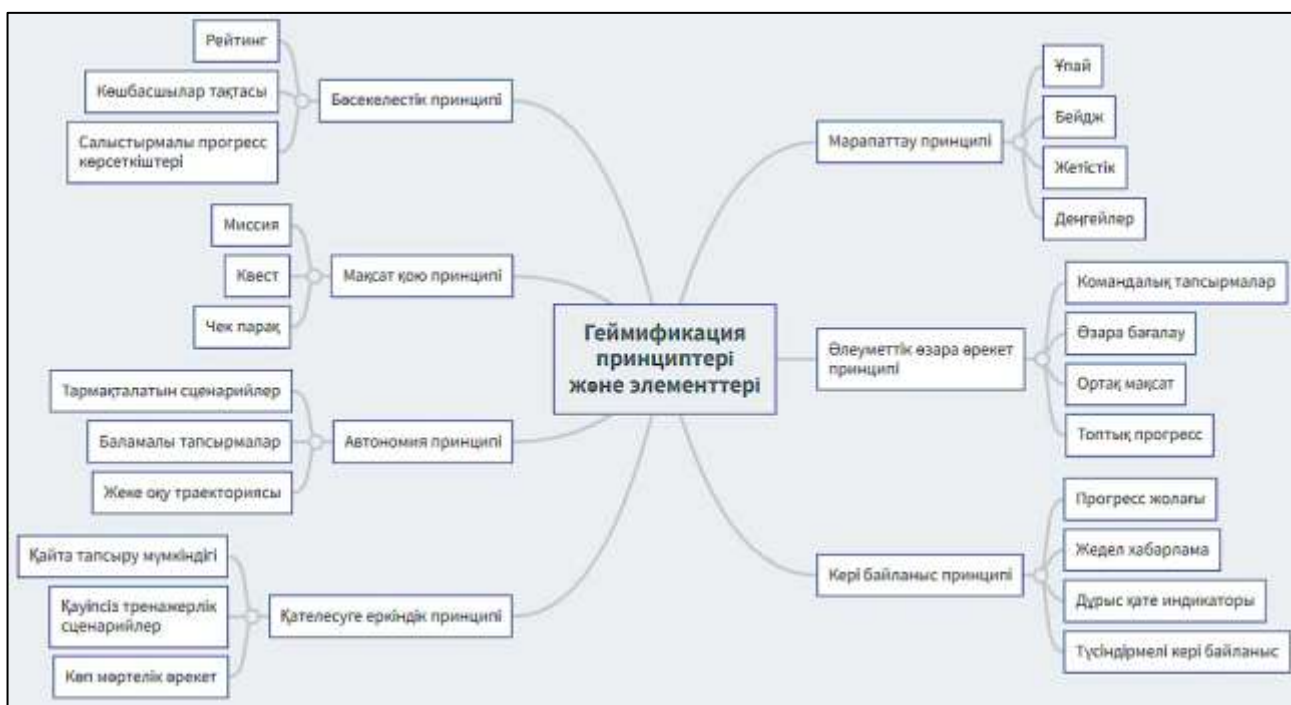 Рейтинг
Көшбасшылар тақтасы
Салыстырмалы прогресс
көрсеткіштері
Бәсекелестік принципі
Миссия
Квест
Чек парақ
Мақсат қою принципі
Тармақталатын сценарийлер
Баламалы тапсырмалар
Жеке оқу траекториясы
Автономия принципі
Қайта тапсыру мүмкіндігі
Қауіпсіз тренажерлік
сценарийлер
Көп мәртелік әрекет
Қателесуге еркіндік принципі
Геймификация
принциптері
және элементтері
Марапаттау принципі
Ұпай
Бейдж
Жетістік
Деңгейлер
Әлеуметтік өзара әрекет
принципі
Командалық тапсырмалар
Өзара бағалау
Ортақ мақсат
Топтық прогресс
Кері байланыс принципі
Прогресс жолағы
Жедел хабарлама
Дұрыс қате индикаторы
Түсіндірмелі кері байланыс